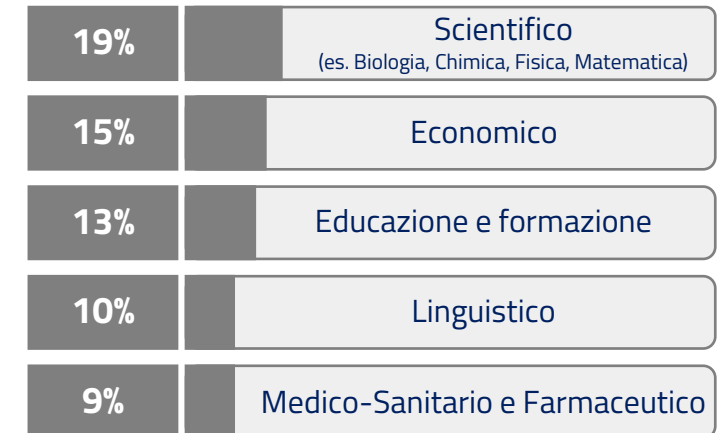 19%
Scientifico
(es. Biologia, Chimica, Fisica, Matematica)
15%
Economico
13%
Educazione e formazione
10%
Linguistico
9%
Medico-Sanitario e Farmaceutico